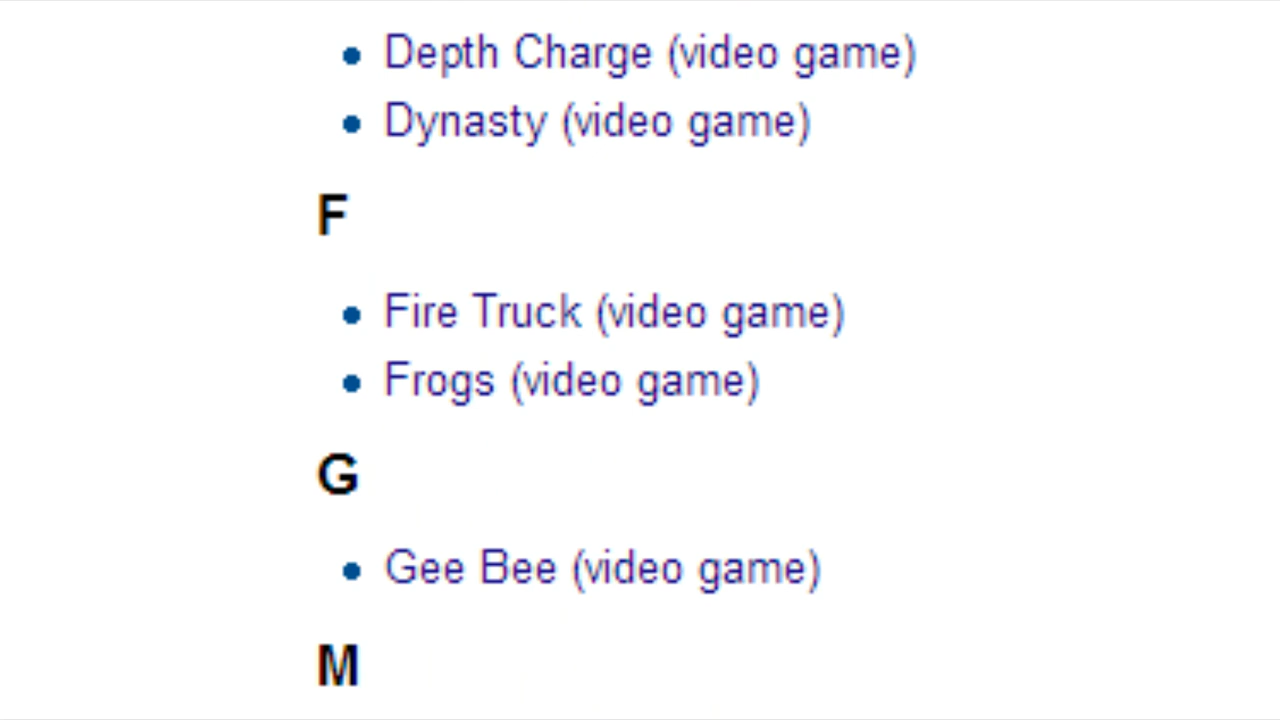 Depth Charge (video game)
Dynasty (video game)
F
Fire Truck (video game)
Frogs (video game)
G
Gee Bee (video game)
M